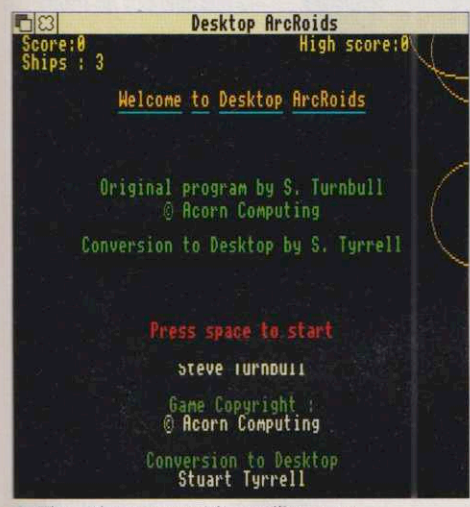 Desktop ArcRoids
Score:0 High score:0
Ships : 3
Welcome to Desktop ArcRoids
Original program by S. Turnbull
© Acorn Computing
Conversion to Desktop by S. Tyrrell
Press space to start
Steve Turnbull
Game Copyright :
© Acorn Computing
Conversion to Desktop
Stuart Tyrrell